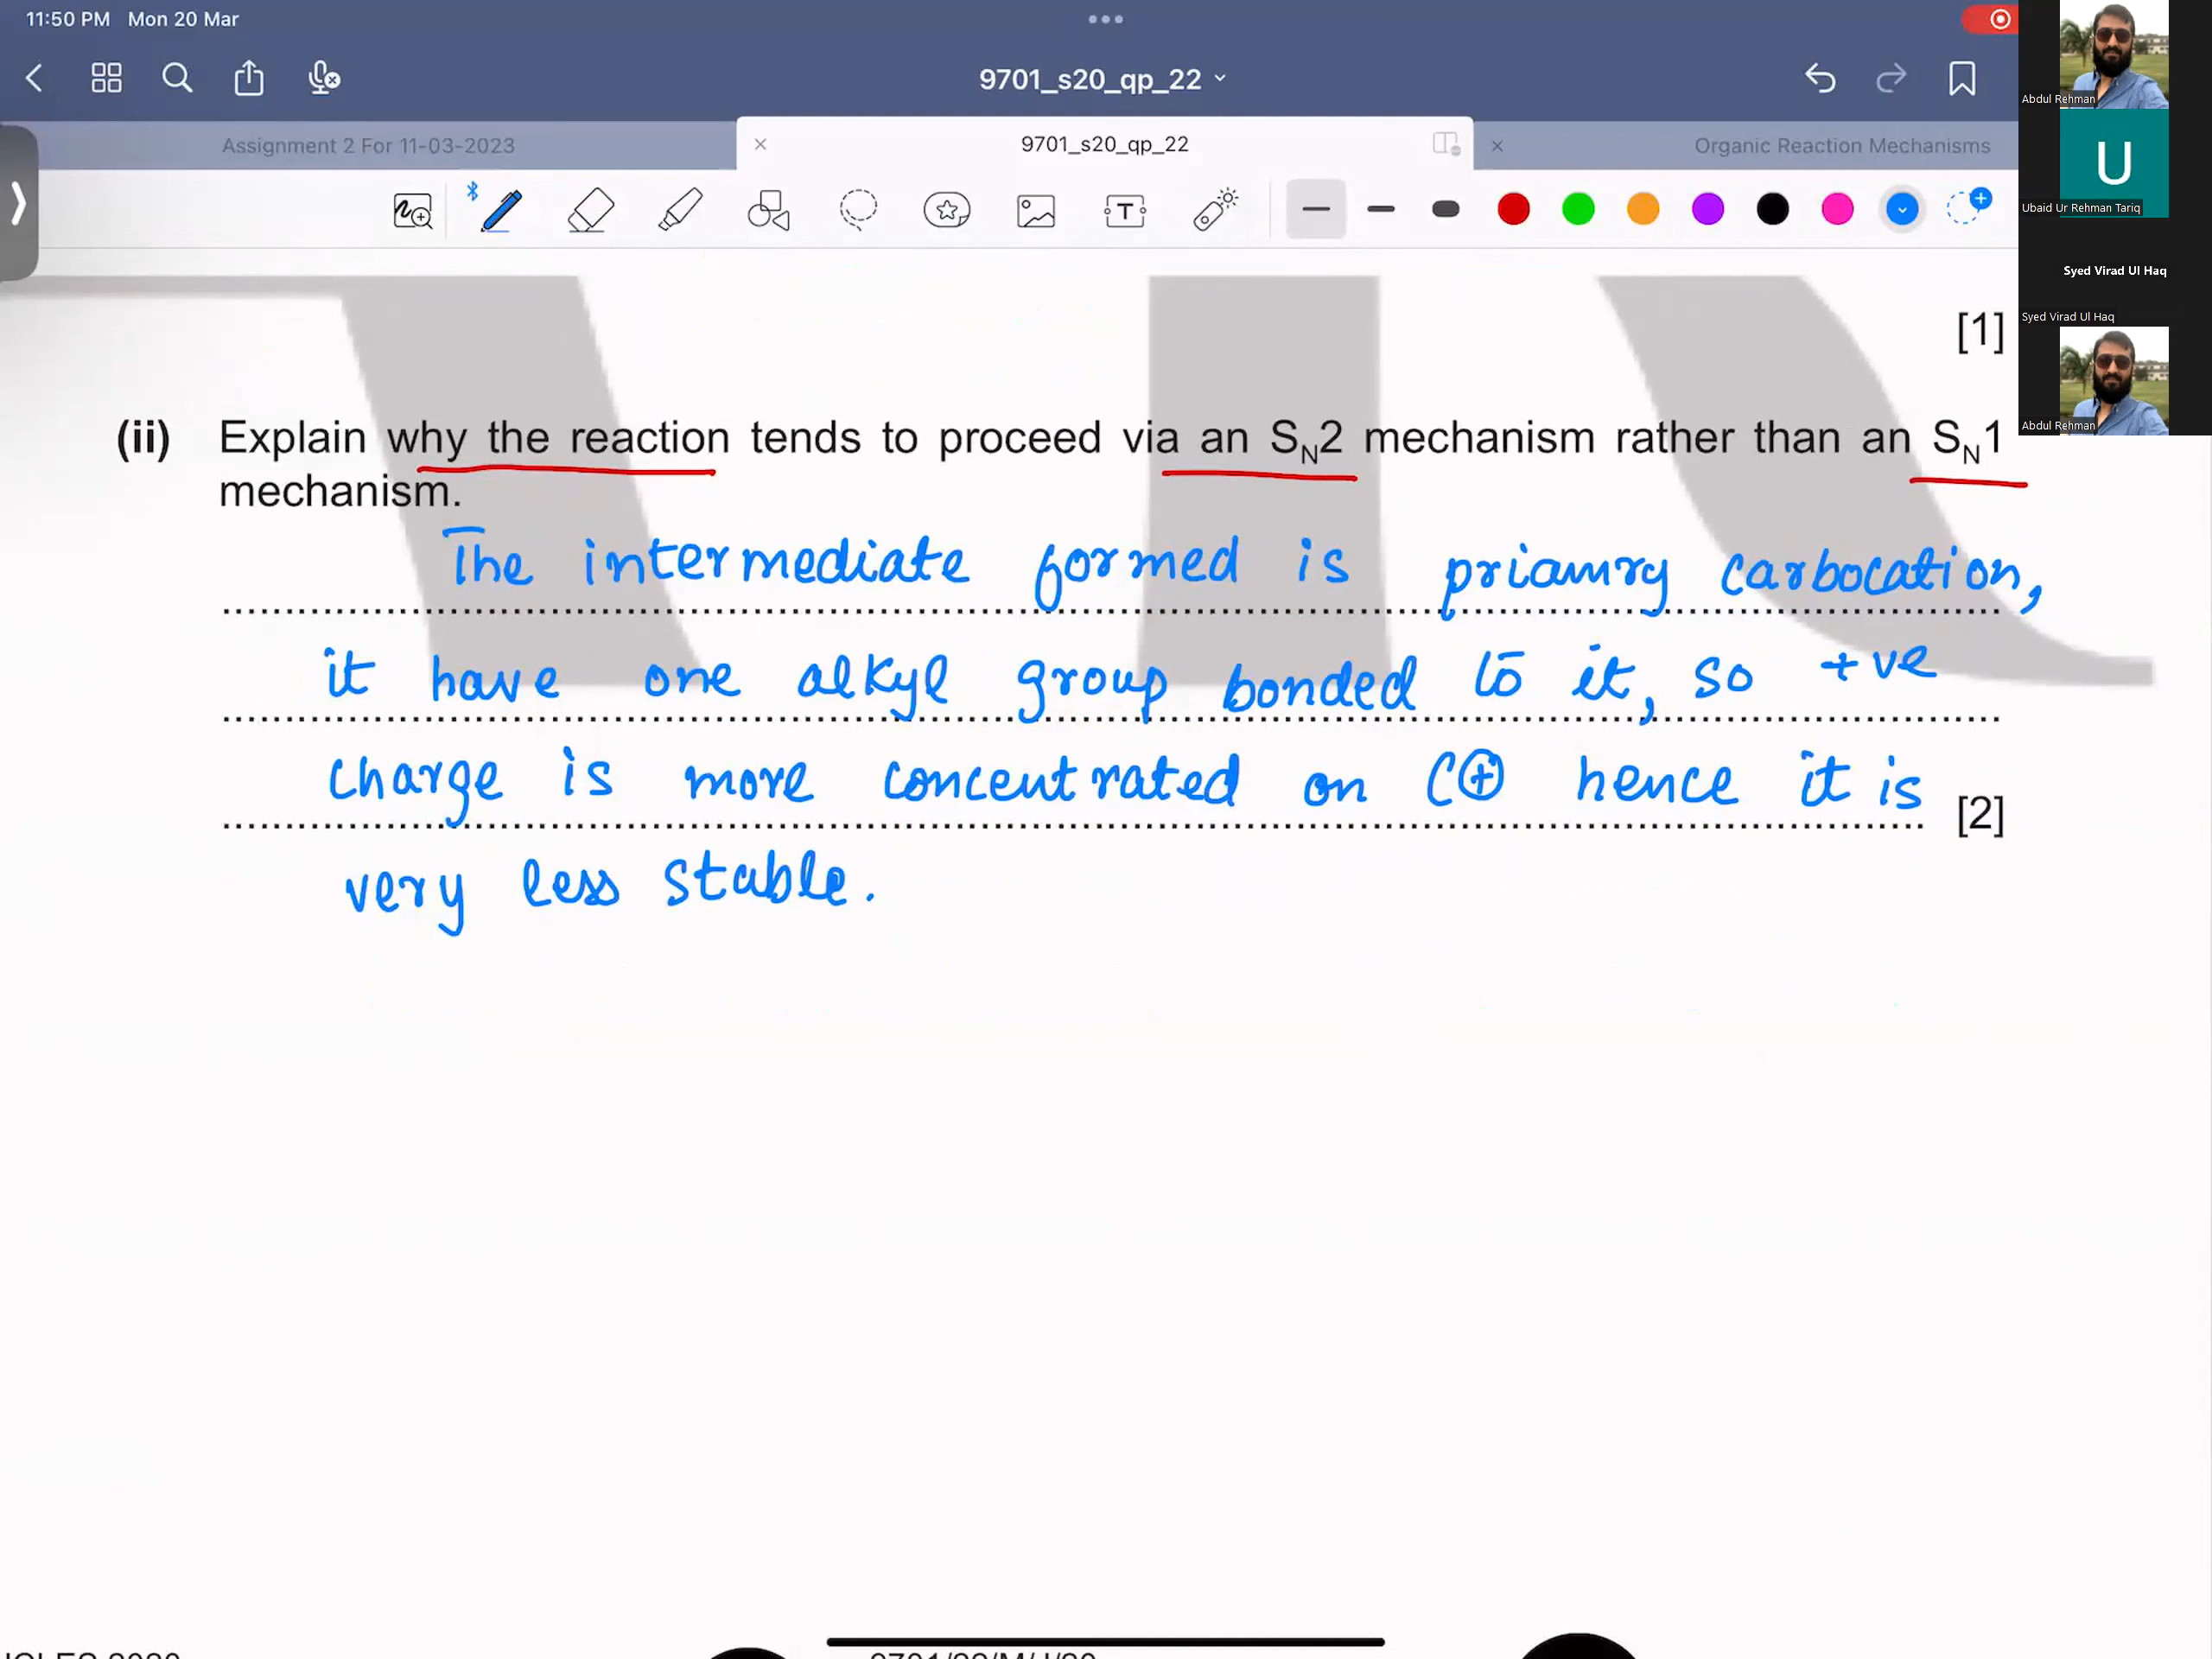 11:50 PM Mon 20 Mar
9701_s20_qp_22
Assignment 2 For 11-03-2023
9701_s20_qp_22
Organic Reaction Mechanisms
T
Abdul Rehman
U
Ubaid Ur Rehman Tariq
Syed Virad Ul Haq
Syed Virad Ul Haq
Abdul Rehman
[1]
(ii) Explain why the reaction tends to proceed via an SN2 mechanism rather than an SN1
mechanism.
The intermediate formed is priamry carbocation,
it have one alkyl group bonded to it, so +ve
charge is more concentrated on C⊕ hence it is
[2]
very less stable.